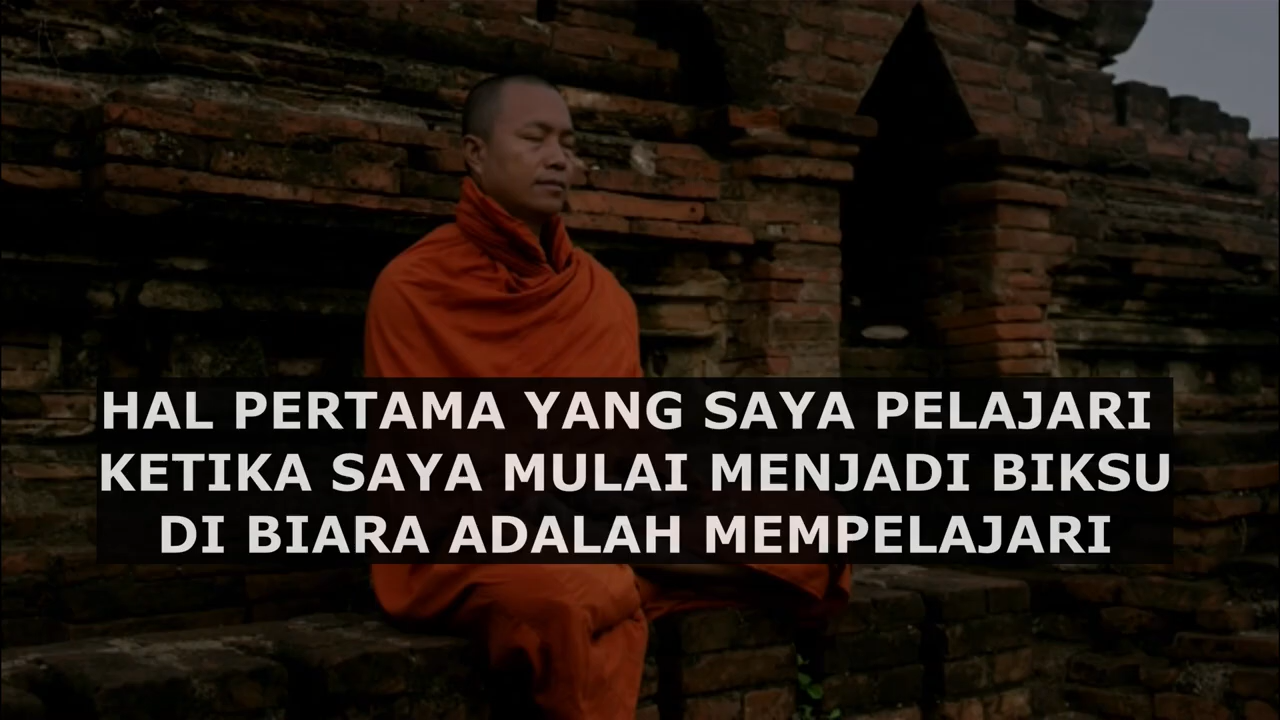 HAL PERTAMA YANG SAYA PELAJARI
KETIKA SAYA MULAI MENJADI BIKSU
DI BIARA ADALAH MEMPELAJARI